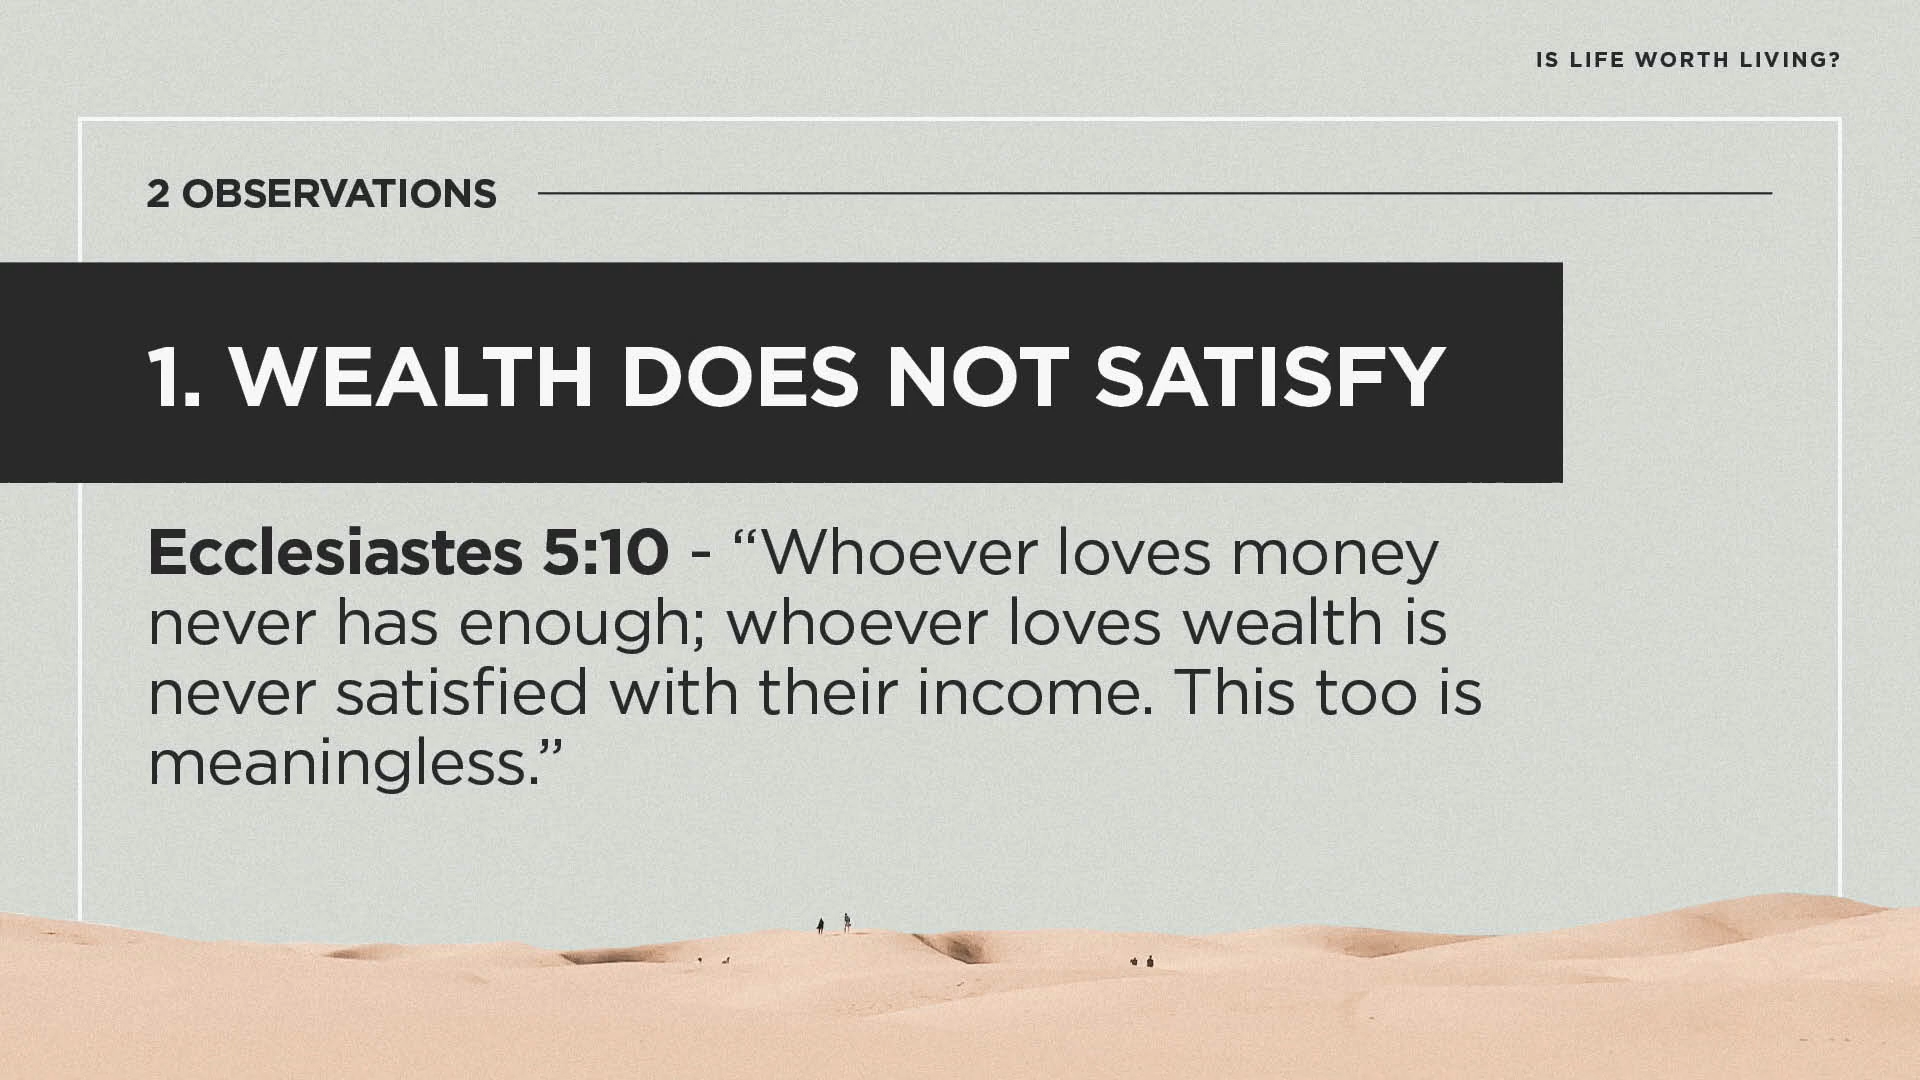 IS LIFE WORTH LIVING?
2 OBSERVATIONS
1. WEALTH DOES NOT SATISFY
Ecclesiastes 5:10 - “Whoever loves money
never has enough; whoever loves wealth is
never satisfied with their income. This too is
meaningless.”